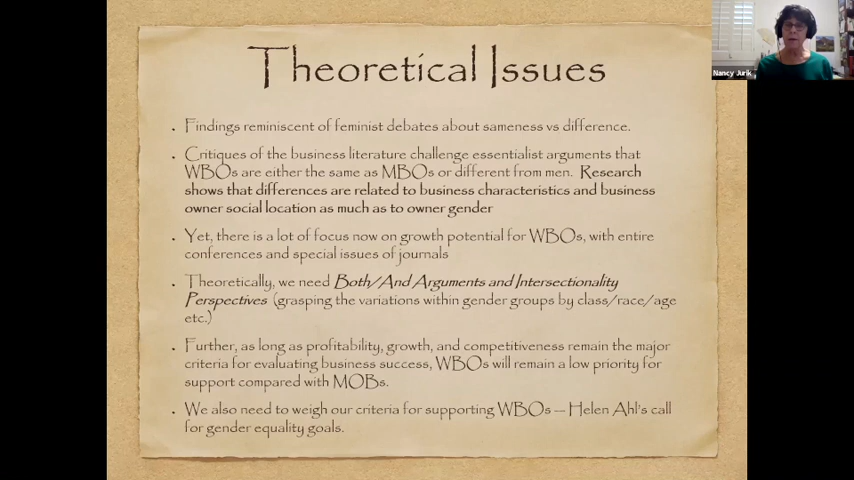 Theoretical Issues
Nancy Jurik
. Findings reminiscent of feminist debates about sameness vs difference.
. Critiques of the business literature challenge essentialist arguments that
WBOs are either the same as MBOs or different from men. Research
shows that differences are related to business characteristics and business
owner social location as much as to owner gender
. Yet, there is a lot of focus now on growth potential for WBOs, with entire
conferences and special issues of journals
. Theoretically, we need Both/And Arguments and Intersectionality
Perspectives (grasping the variations within gender groups by class/race/age
etc.)
. Further, as long as profitability, growth, and competitiveness remain the major
criteria for evaluating business success, WBOs will remain a low priority for
support compared with MOBs.
. We also need to weigh our criteria for supporting WBOs -- Helen Ahl's call
for gender equality goals.